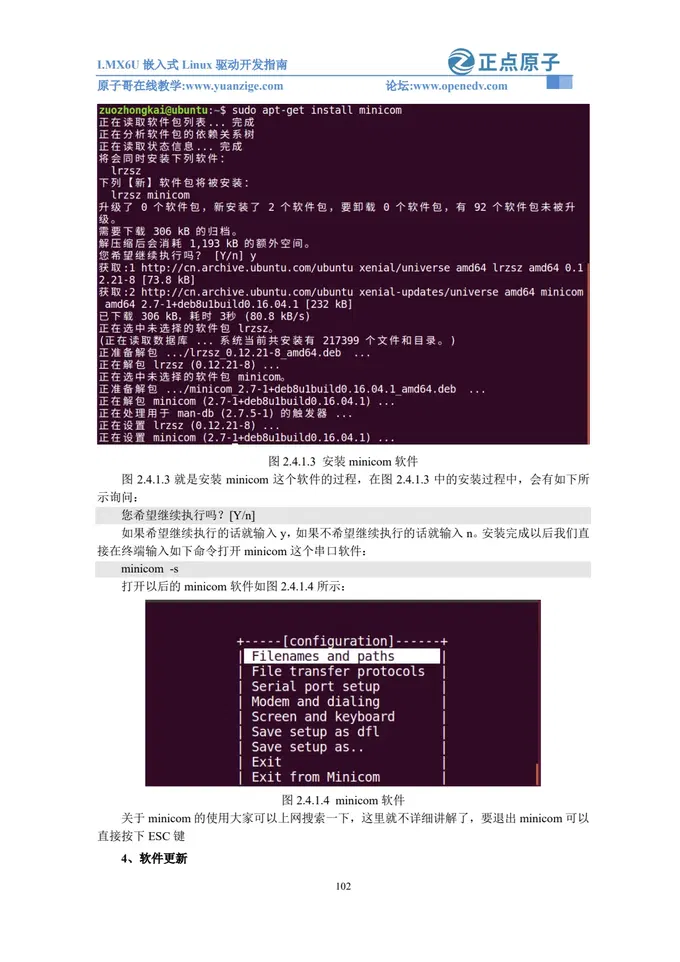 I.MX6U 嵌入式 Linux 驱动开发指南
正点原子
原子哥在线教学:www.yuanzige.com
论坛:www.openedv.com
zuozhongkai@ubuntu:~$ sudo apt-get install minicom
正在读取软件包列表... 完成
正在分析软件包的依赖关系树
正在读取状态信息... 完成
将会同时安装下列软件：
lrzsz
下列【新】软件包将被安装：
lrzsz minicom
升级了 0 个软件包，新安装了 2 个软件包，要卸载 0 个软件包，有 92 个软件包未被升
级。
需要下载 306 kB 的归档。
解压缩后会消耗 1,193 kB 的额外空间。
您希望继续执行吗？ [Y/n] y
获取:1 http://cn.archive.ubuntu.com/ubuntu xenial/universe amd64 lrzsz amd64 0.1
2.21-8 [73.8 kB]
获取:2 http://cn.archive.ubuntu.com/ubuntu xenial-updates/universe amd64 minicom
amd64 2.7-1+deb8u1build0.16.04.1 [232 kB]
已下载 306 kB，耗时 3秒 (80.8 kB/s)
正在选中未选择的软件包 lrzsz。
(正在读取数据库 ... 系统当前共安装有 217399 个文件和目录。)
正准备解包 .../lrzsz_0.12.21-8_amd64.deb ...
正在解包 lrzsz (0.12.21-8) ...
正在选中未选择的软件包 minicom。
正准备解包 .../minicom_2.7-1+deb8u1build0.16.04.1_amd64.deb ...
正在解包 minicom (2.7-1+deb8u1build0.16.04.1) ...
正在处理用于 man-db (2.7.5-1) 的触发器 ...
正在设置 lrzsz (0.12.21-8) ...
正在设置 minicom (2.7-1+deb8u1build0.16.04.1) ...
图 2.4.1.3 安装 minicom 软件
图 2.4.1.3 就是安装 minicom 这个软件的过程，在图 2.4.1.3 中的安装过程中，会有如下所
示询问：
您希望继续执行吗？[Y/n]
如果希望继续执行的话就输入 y，如果不希望继续执行的话就输入 n。安装完成以后我们直
接在终端输入如下命令打开 minicom 这个串口软件：
minicom -s
打开以后的 minicom 软件如图 2.4.1.4 所示：
+-----[configuration]------+
| Filenames and paths |
| File transfer protocols |
| Serial port setup |
| Modem and dialing |
| Screen and keyboard |
| Save setup as dfl |
| Save setup as.. |
| Exit |
| Exit from Minicom |
图 2.4.1.4 minicom 软件
关于 minicom 的使用大家可以上网搜索一下，这里就不详细讲解了，要退出 minicom 可以
直接按下 ESC 键
4、软件更新
102